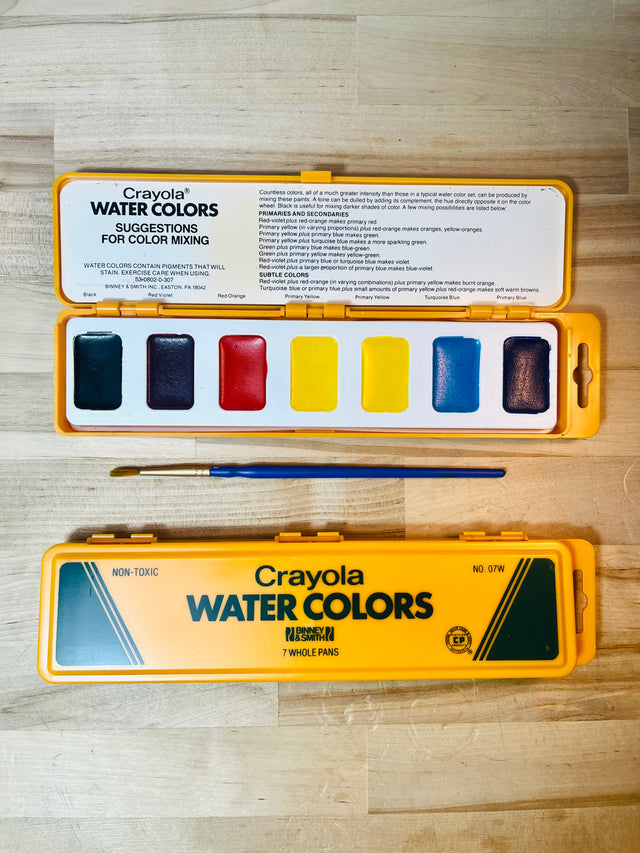 Crayola®
WATER COLORS
SUGGESTIONS
FOR COLOR MIXING
WATER COLORS CONTAIN PIGMENTS THAT WILL
STAIN. EXERCISE CARE WHEN USING.
53-0802-0-307
BINNEY & SMITH INC., EASTON, PA 18042
Countless colors, all of a much greater intensity than those in a typical water color set, can be produced by
mixing these paints. A tone can be dulled by adding its complement, the hue directly opposite it on the color
wheel. Black is useful for mixing darker shades of color. A few mixing possibilities are listed below.
PRIMARIES AND SECONDARIES
Red-violet plus red-orange makes primary red.
Primary yellow (in varying proportions) plus red-orange makes oranges, yellow-oranges.
Primary yellow plus primary blue makes green.
Primary yellow plus turquoise blue makes a more sparkling green.
Green plus primary blue makes blue-green.
Green plus primary yellow makes yellow-green.
Red-violet plus primary blue or turquoise blue makes violet.
Red-violet plus a larger proportion of primary blue makes blue-violet.
SUBTLE COLORS
Red-violet plus red-orange (in varying combinations) plus primary yellow makes burnt orange.
Turquoise blue or primary blue plus small amounts of primary yellow plus red-orange makes soft warm browns.
Black Red Violet Red Orange Primary Yellow Primary Yellow Turquoise Blue Primary Blue
NON-TOXIC
Crayola
NO. 07W
WATER COLORS
BINNEY
& SMITH
CP
7 WHOLE PANS